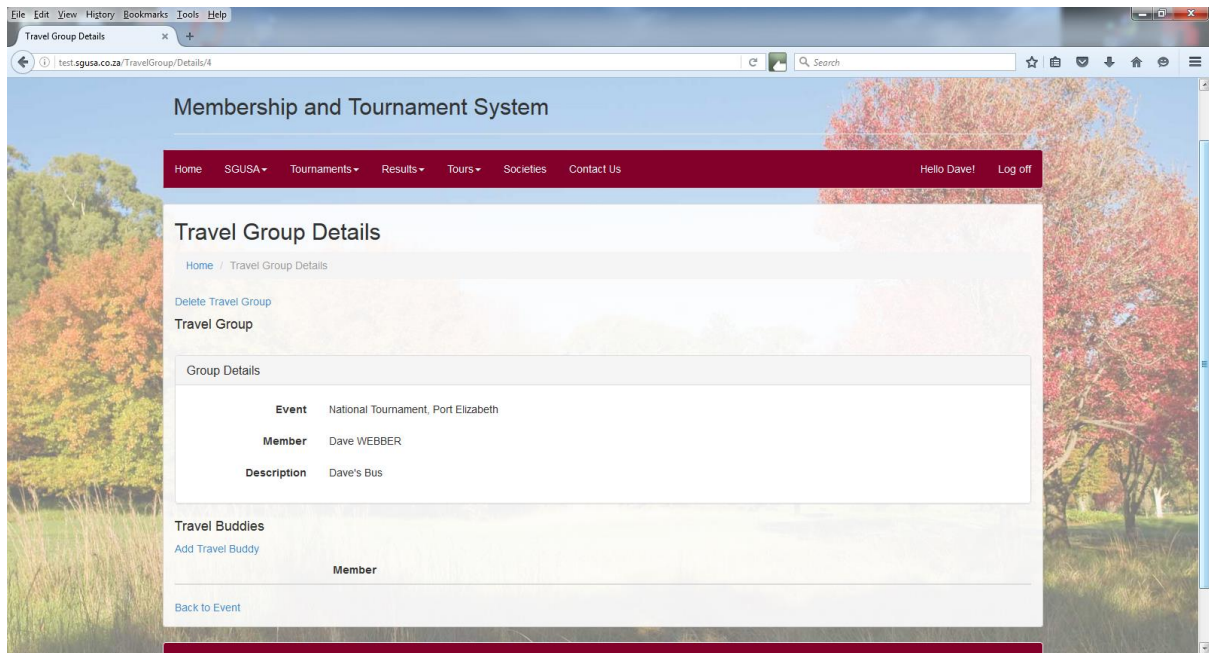 File Edit View History Bookmarks Tools Help
Travel Group Details × +
test.sgusa.co.za/TravelGroup/Details/4 Search
Membership and Tournament System
Home SGUSA Tournaments Results Tours Societies Contact Us Hello Dave! Log off
Travel Group Details
Home / Travel Group Details
Delete Travel Group
Travel Group
Group Details
Event National Tournament, Port Elizabeth
Member Dave WEBBER
Description Dave's Bus
Travel Buddies
Add Travel Buddy
Member
Back to Event